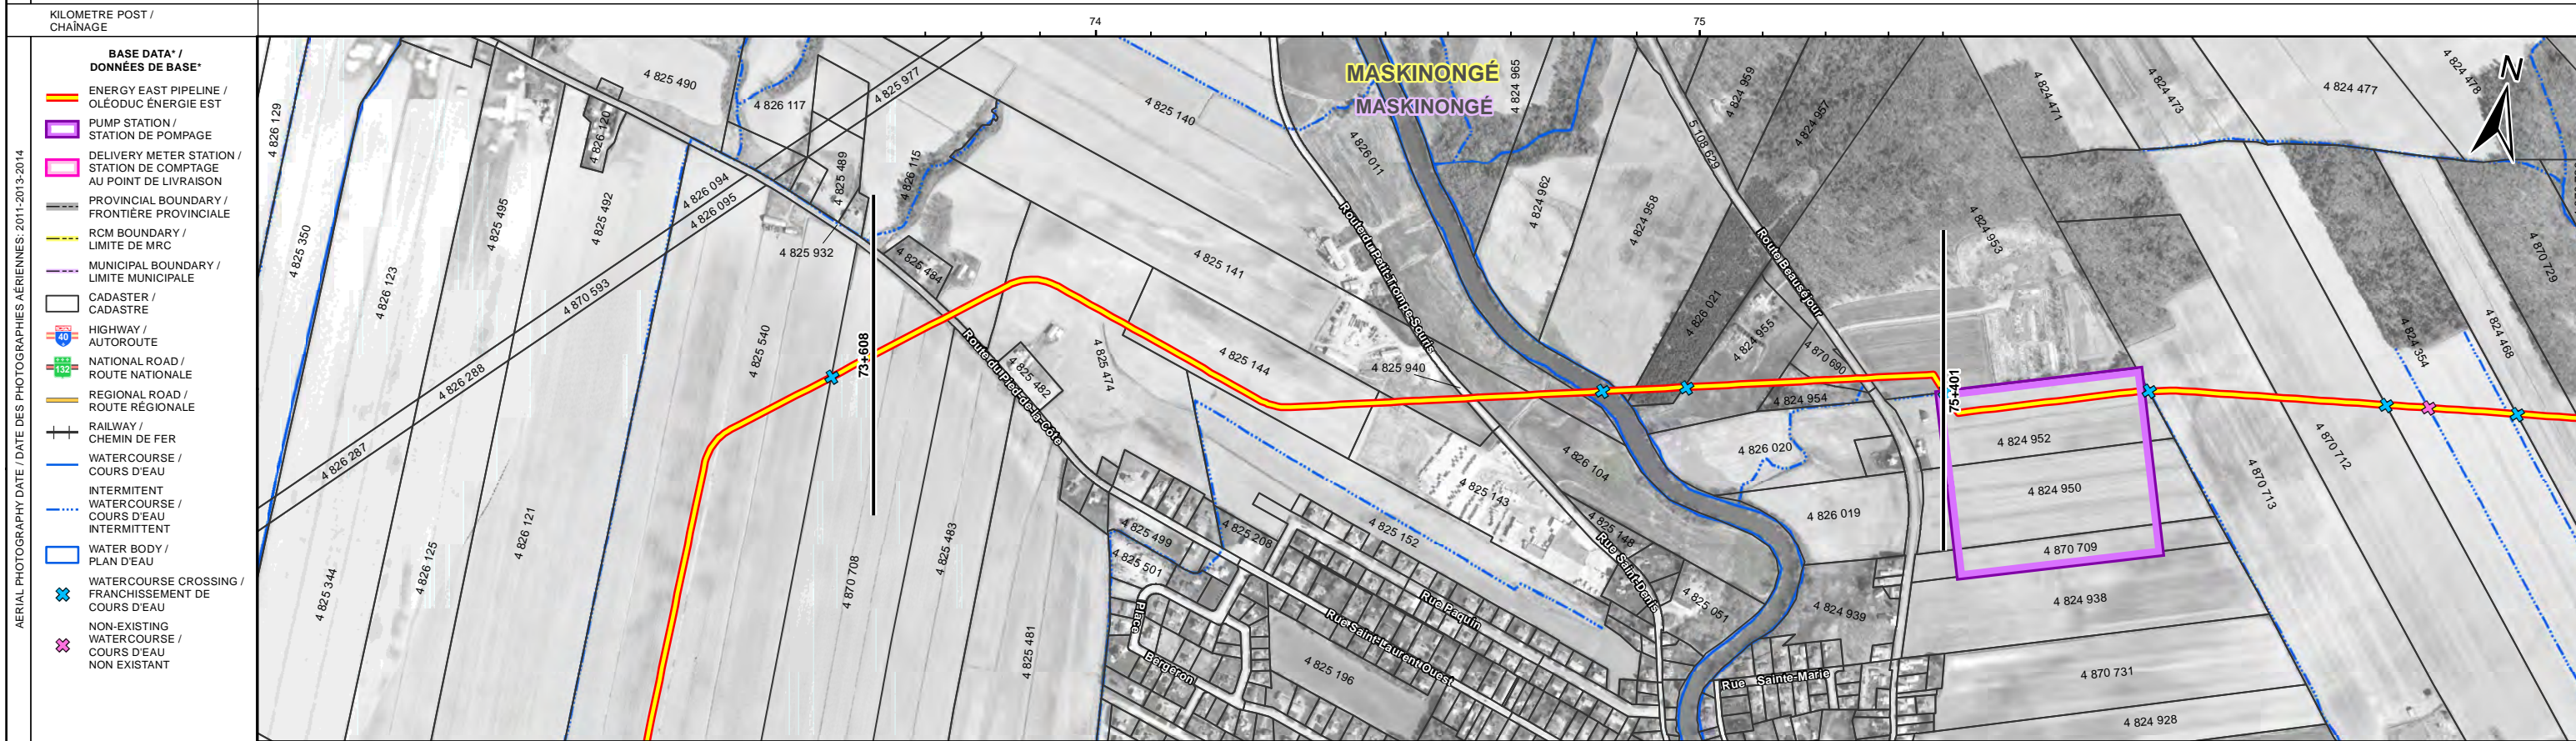 KILOMETRE POST /
CHAÎNAGE
74
75
AERIAL PHOTOGRAPHY DATE / DATE DES PHOTOGRAPHIES AÉRIENNES: 2011-2013-2014
BASE DATA* /
DONNÉES DE BASE*
ENERGY EAST PIPELINE /
OLÉODUC ÉNERGIE EST
PUMP STATION /
STATION DE POMPAGE
DELIVERY METER STATION /
STATION DE COMPTAGE
AU POINT DE LIVRAISON
PROVINCIAL BOUNDARY /
FRONTIÈRE PROVINCIALE
RCM BOUNDARY /
LIMITE DE MRC
MUNICIPAL BOUNDARY /
LIMITE MUNICIPALE
CADASTER /
CADASTRE
40
HIGHWAY /
AUTOROUTE
132
NATIONAL ROAD /
ROUTE NATIONALE
REGIONAL ROAD /
ROUTE RÉGIONALE
RAILWAY /
CHEMIN DE FER
WATERCOURSE /
COURS D'EAU
INTERMITENT
WATERCOURSE /
COURS D'EAU
INTERMITTENT
WATER BODY /
PLAN D'EAU
WATERCOURSE CROSSING /
FRANCHISSEMENT DE
COURS D'EAU
NON-EXISTING
WATERCOURSE /
COURS D'EAU
NON EXISTANT
MASKINONGÉ
MASKINONGÉ
N
4 826 129
4 825 350
4 826 123
4 825 495
4 825 492
4 826 120
4 825 490
4 826 117
4 825 977
4 825 489
4 826 115
4 826 094
4 826 095
4 825 932
4 870 593
4 826 288
4 826 287
4 825 344
4 826 125
4 826 121
4 825 540
4 870 708
4 825 483
4 825 481
73+608
4 825 484
4 825 482
Route du Pied-de-la-Côte
4 825 474
4 825 140
4 825 141
4 825 144
4 825 940
4 826 011
Route du Petit-Trompe-Souris
4 824 965
4 824 962
4 824 958
4 824 959
4 824 957
5 108 629
Route Beauséjour
4 826 021
4 824 955
4 870 690
4 824 954
4 826 020
4 826 019
4 826 104
4 825 143
4 825 148
4 825 152
4 825 208
4 825 499
4 825 501
Place
Bergeron
Rue Saint-Laurent Ouest
Rue Paquin
4 825 196
Rue Saint-Denis
4 825 051
4 824 939
Rue Sainte-Marie
75+401
4 824 953
4 824 471
4 824 473
4 824 477
4 824 478
4 870 729
4 824 468
4 824 354
4 870 712
4 870 713
4 824 952
4 824 950
4 870 709
4 824 938
4 870 731
4 824 928